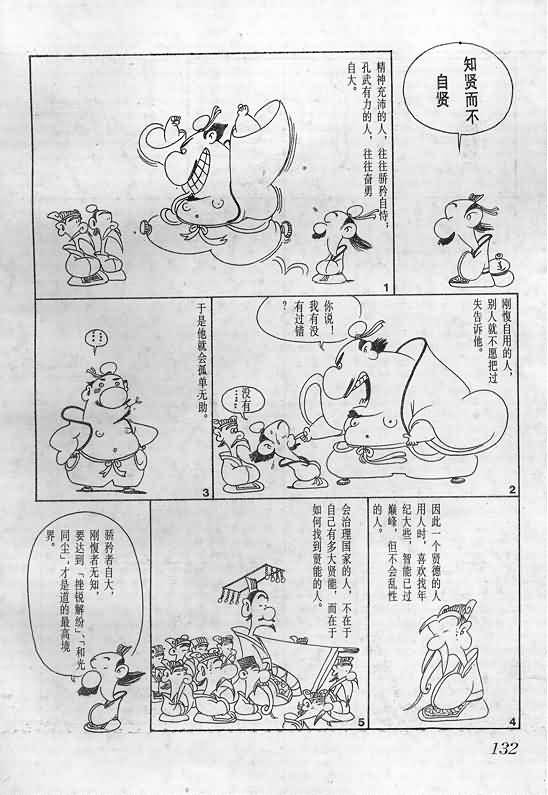 知贤而不
自贤
精神充沛的人，往往骄矜自恃；
孔武有力的人，往往奋勇
自大。
1
刚愎自用的人，
别人就不愿把过
失告诉他。
你说！
我有没
有过错
？
没有……
2
于是他就会孤单无助。
……
3
因此一个贤德的人
用人时，喜欢找年
纪大些，智能已过
巅峰，但不会乱性
的人。
4
会治理国家的人，不在于
自己有多大贤能，而在于
如何找到贤能的人。
5
骄矜者自大，
刚愎者无知，
要达到「挫锐解纷」、「和光
同尘」，才是道的最高境
界。
132